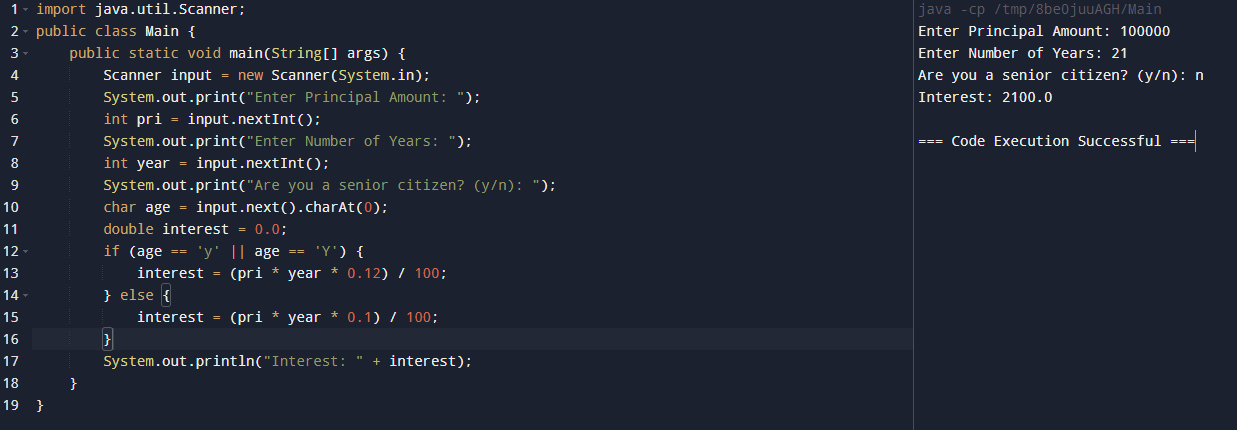 1 import java.util.Scanner;
2 public class Main {
3     public static void main(String[] args) {
4         Scanner input = new Scanner(System.in);
5         System.out.print("Enter Principal Amount: ");
6         int pri = input.nextInt();
7         System.out.print("Enter Number of Years: ");
8         int year = input.nextInt();
9         System.out.print("Are you a senior citizen? (y/n): ");
10         char age = input.next().charAt(0);
11         double interest = 0.0;
12         if (age == 'y' || age == 'Y') {
13             interest = (pri * year * 0.12) / 100;
14         } else {
15             interest = (pri * year * 0.1) / 100;
16         }
17         System.out.println("Interest: " + interest);
18     }
19 }
java -cp /tmp/8be0juuAGH/Main
Enter Principal Amount: 100000
Enter Number of Years: 21
Are you a senior citizen? (y/n): n
Interest: 2100.0
=== Code Execution Successful ===